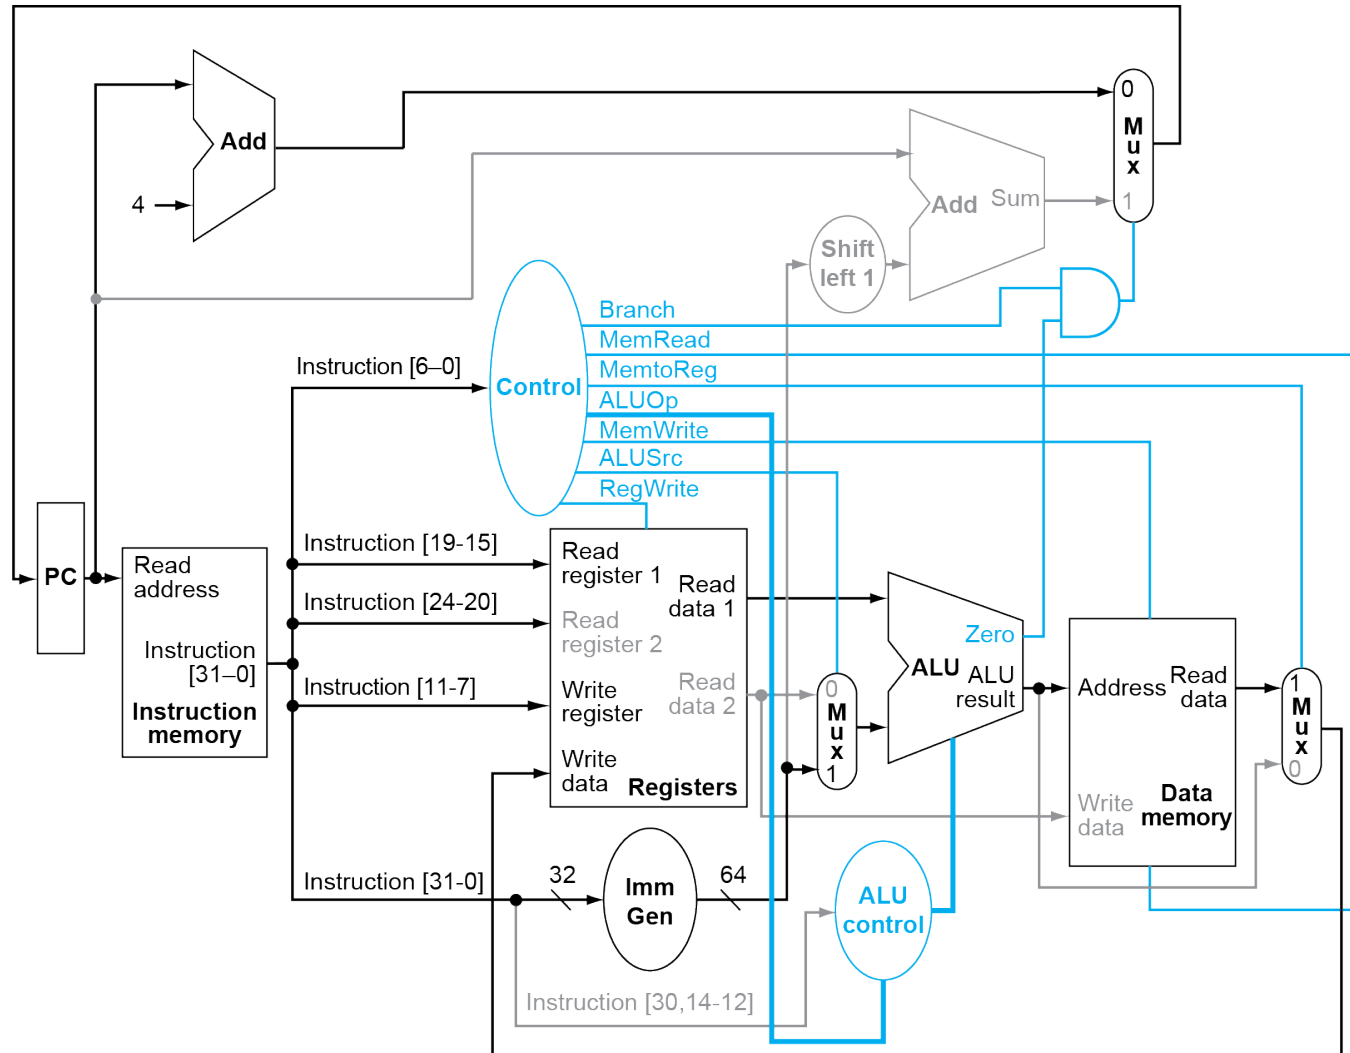 0
M
u
x
1
Add
4
Add
Sum
Shift
left 1
Branch
MemRead
MemtoReg
ALUOp
MemWrite
ALUSrc
RegWrite
Control
Instruction [6–0]
PC
Read
address
Instruction
[31–0]
Instruction
memory
Instruction [19-15]
Instruction [24-20]
Instruction [11-7]
Instruction [31-0]
Read
register 1
Read
data 1
Read
register 2
Write
register
Read
data 2
Write
data
Registers
0
M
u
x
1
Zero
ALU
ALU
result
Address
Read
data
Write
data
Data
memory
1
M
u
x
0
32
Imm
Gen
64
ALU
control
Instruction [30,14-12]